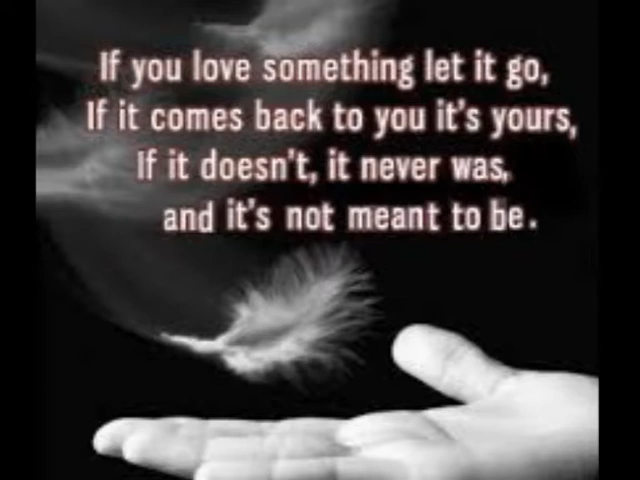 If you love something let it go,
If it comes back to you it's yours,
If it doesn't, it never was,
and it's not meant to be.